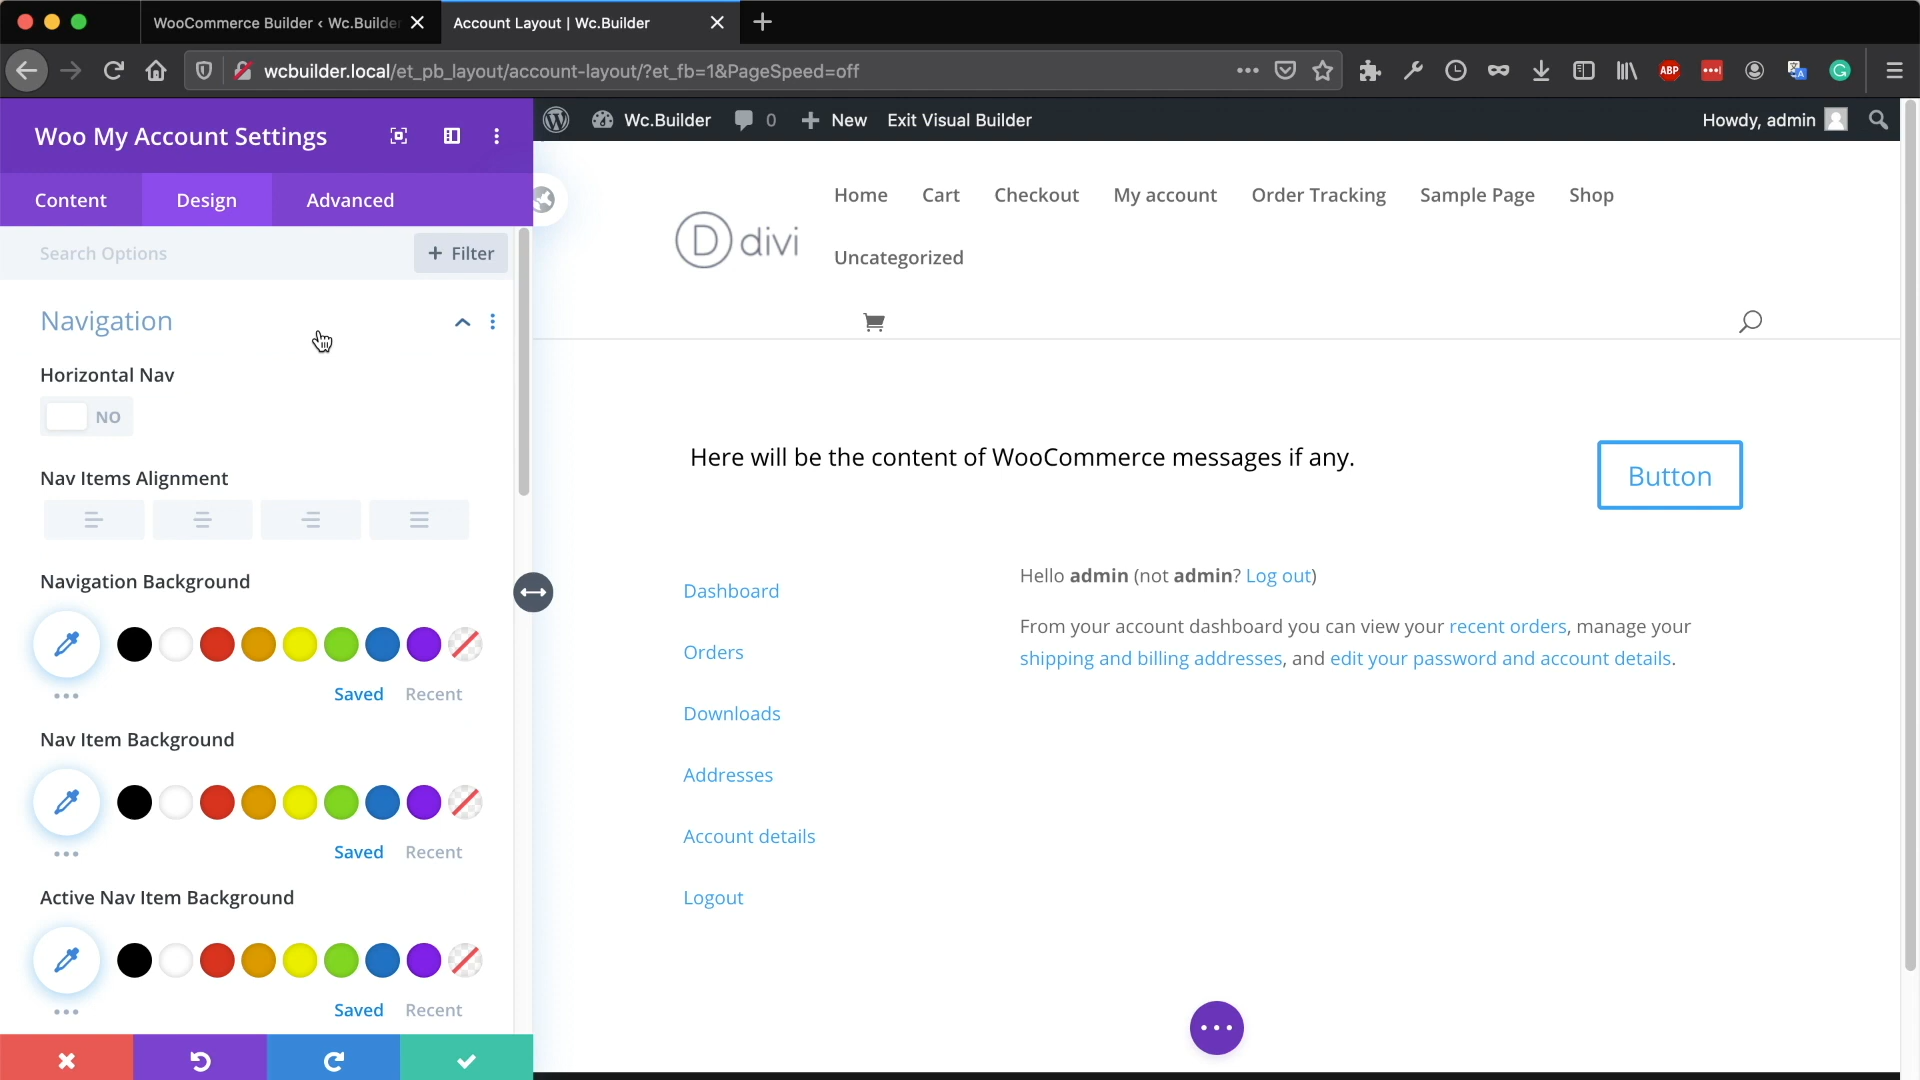 WooCommerce Builder ‹ Wc.Builde
Account Layout | Wc.Builder
wcbuilder.local/et_pb_layout/account-layout/?et_fb=1&PageSpeed=off
ABP
Woo My Account Settings
Wc.Builder
0
New
Exit Visual Builder
Howdy, admin
Content
Design
Advanced
Search Options
+ Filter
Home
Cart
Checkout
My account
Order Tracking
Sample Page
Shop
D divi
Uncategorized
Navigation
Horizontal Nav
NO
Nav Items Alignment
Navigation Background
Saved
Recent
Nav Item Background
Saved
Recent
Active Nav Item Background
Saved
Recent
Here will be the content of WooCommerce messages if any.
Button
Dashboard
Orders
Downloads
Addresses
Account details
Logout
Hello admin (not admin? Log out)
From your account dashboard you can view your recent orders, manage your
shipping and billing addresses, and edit your password and account details.